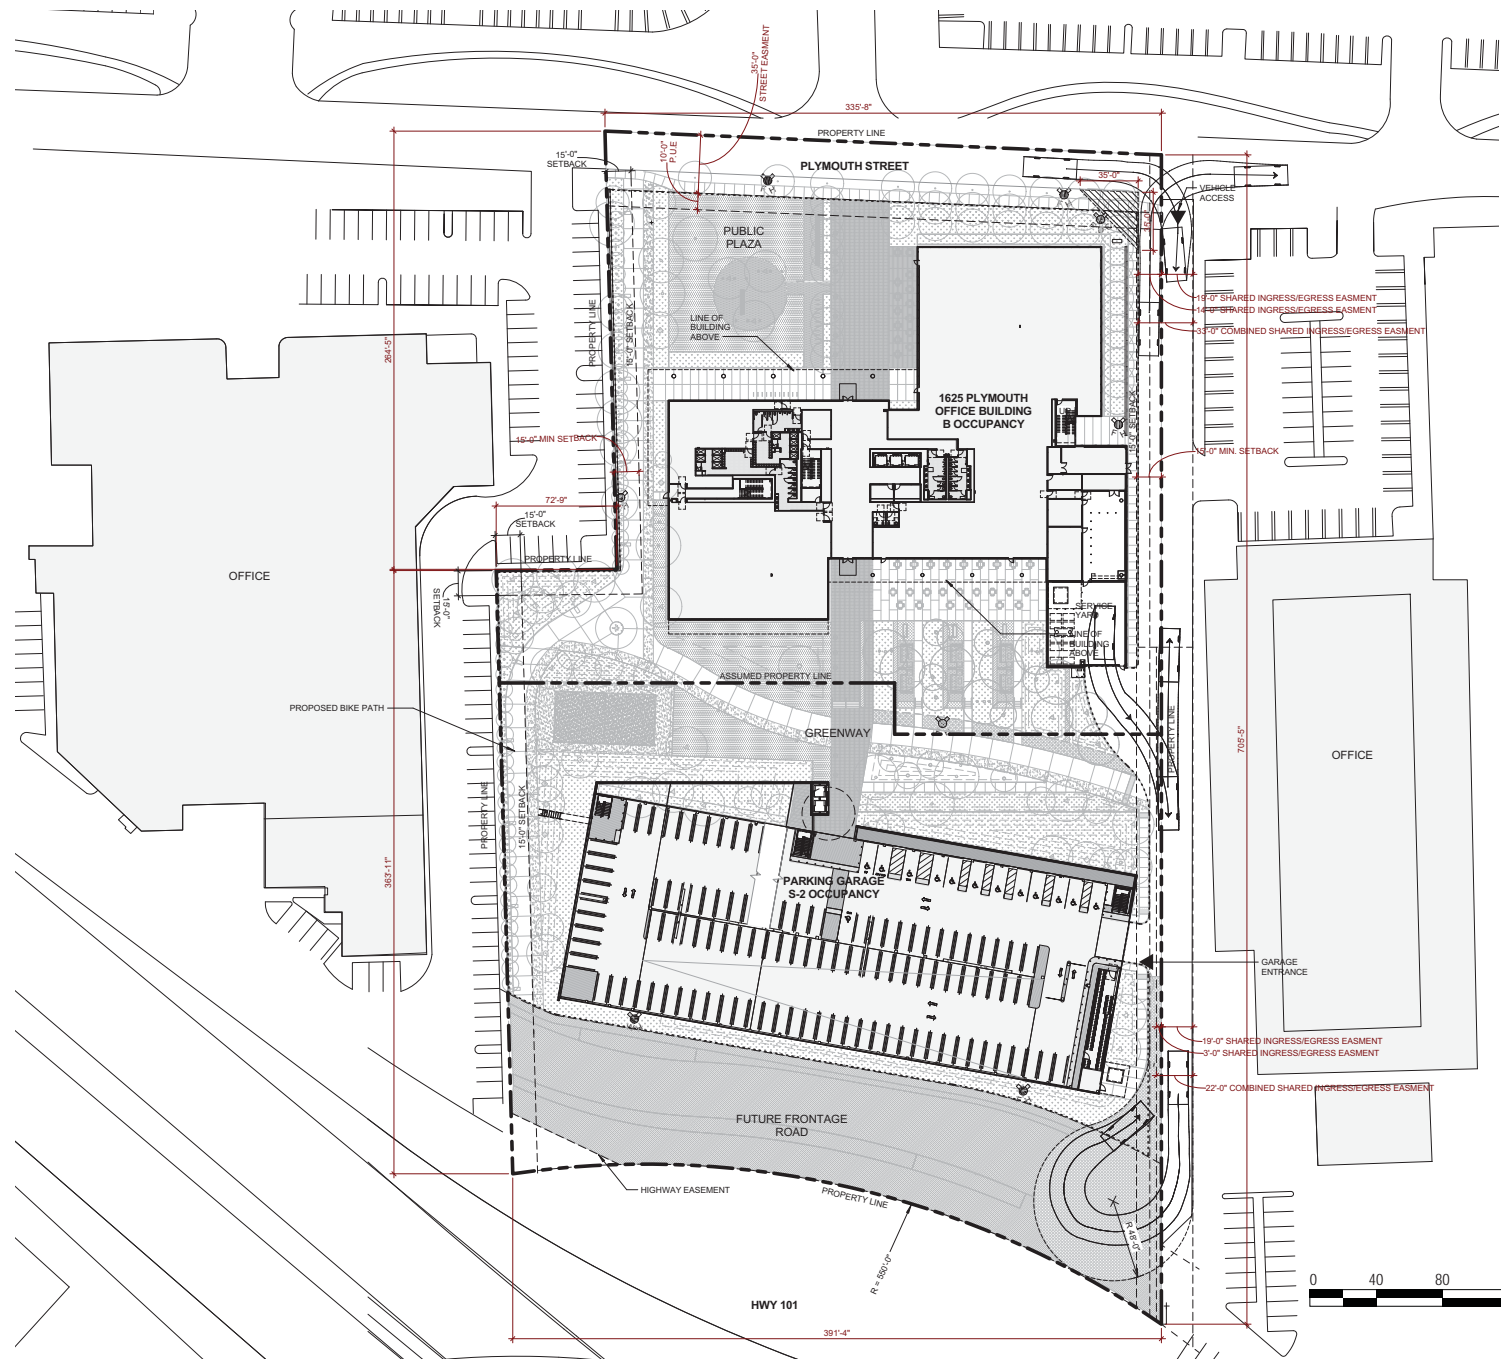 35'-0"
STREET EASMENT
335'-8"
PROPERTY LINE
15'-0"
SETBACK
10'-0"
P.U.E
PLYMOUTH STREET
35'-0"
VEHICLE
ACCESS
35'-0"
PUBLIC
PLAZA
19'-0" SHARED INGRESS/EGRESS EASMENT
14'-0" SHARED INGRESS/EGRESS EASMENT
33'-0" COMBINED SHARED INGRESS/EGRESS EASMENT
LINE OF
BUILDING
ABOVE
PROPERTY LINE
15'-0" SETBACK
264'-5"
1625 PLYMOUTH
OFFICE BUILDING
B OCCUPANCY
UP
15'-0" SETBACK
15'-0" MIN SETBACK
15'-0" MIN. SETBACK
72'-9"
15'-0"
SETBACK
PROPERTY LINE
OFFICE
15'-0"
SETBACK
SERVICE
YARD
LINE OF
BUILDING
ABOVE
ASSUMED PROPERTY LINE
PROPOSED BIKE PATH
GREENWAY
PROPERTY LINE
705'-5"
OFFICE
PROPERTY LINE
15'-0" SETBACK
363'-11"
PARKING GARAGE
S-2 OCCUPANCY
GARAGE
ENTRANCE
19'-0" SHARED INGRESS/EGRESS EASMENT
3'-0" SHARED INGRESS/EGRESS EASMENT
22'-0" COMBINED SHARED INGRESS/EGRESS EASMENT
FUTURE FRONTAGE
ROAD
HIGHWAY EASEMENT
PROPERTY LINE
R 48'-0"
R = 550'-0"
HWY 101
391'-4"
0 40 80